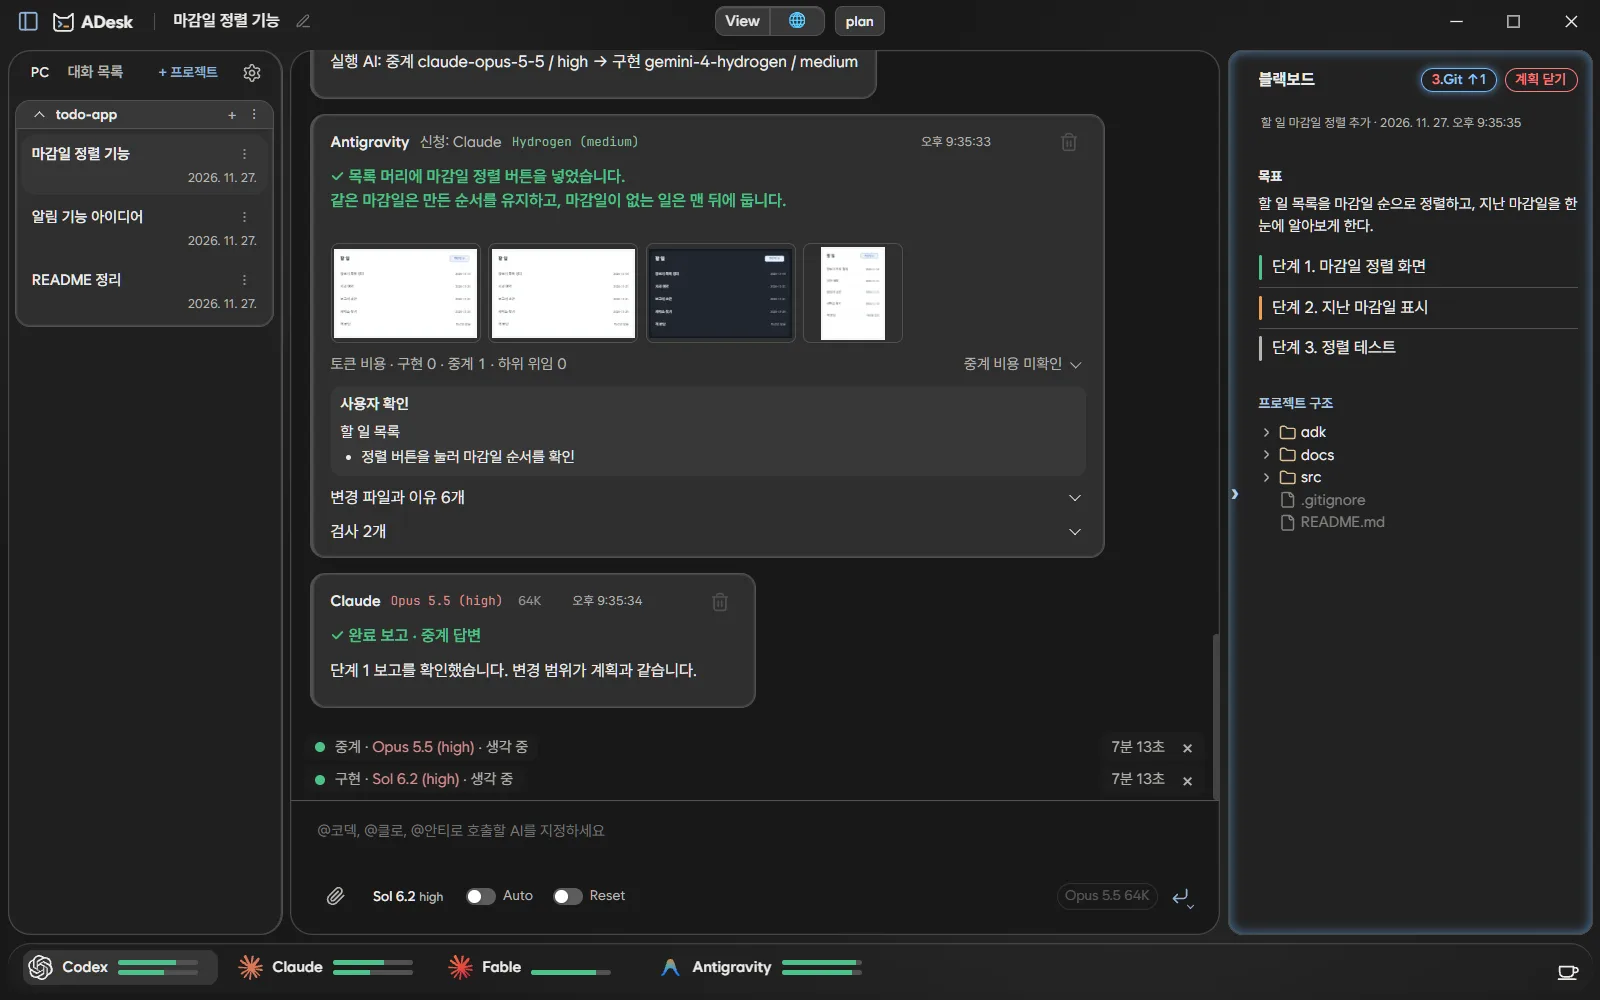 ADesk
마감일 정렬 기능
View
plan
PC 대화 목록 + 프로젝트
todo-app
마감일 정렬 기능
2026. 11. 27.
알림 기능 아이디어
2026. 11. 27.
README 정리
2026. 11. 27.
실행 AI: 중계 claude-opus-5-5 / high → 구현 gemini-4-hydrogen / medium
Antigravity 신청: Claude Hydrogen (medium) 오후 9:35:33
✓ 목록 머리에 마감일 정렬 버튼을 넣었습니다.
같은 마감일은 만든 순서를 유지하고, 마감일이 없는 일은 맨 뒤에 둡니다.
할 일
할 일
할 일
할 일
토큰 비용 · 구현 0 · 중계 1 · 하위 위임 0 중계 비용 미확인
사용자 확인
할 일 목록
• 정렬 버튼을 눌러 마감일 순서를 확인
변경 파일과 이유 6개
검사 2개
Claude Opus 5.5 (high) 64K 오후 9:35:34
✓ 완료 보고 · 중계 답변
단계 1 보고를 확인했습니다. 변경 범위가 계획과 같습니다.
중계 · Opus 5.5 (high) · 생각 중 7분 13초
구현 · Sol 6.2 (high) · 생각 중 7분 13초
@코덱, @클로, @안티로 호출할 AI를 지정하세요
Sol 6.2 high Auto Reset Opus 5.5 64K
블랙보드 3.Git ↑1 계획 닫기
할 일 마감일 정렬 추가 · 2026. 11. 27. 오후 9:35:35
목표
할 일 목록을 마감일 순으로 정렬하고, 지난 마감일을 한
눈에 알아보게 한다.
단계 1. 마감일 정렬 화면
단계 2. 지난 마감일 표시
단계 3. 정렬 테스트
프로젝트 구조
adk
docs
src
.gitignore
README.md
Codex Claude Fable Antigravity